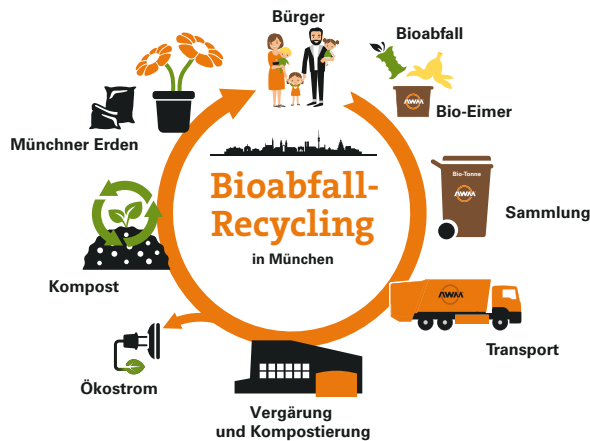 Bürger
Bioabfall
AWM
Bio-Eimer
Bio-Tonne
AWM
Sammlung
AWM
Transport
Vergärung
und Kompostierung
Ökostrom
Kompost
Münchner Erden
Bioabfall-
Recycling
in München